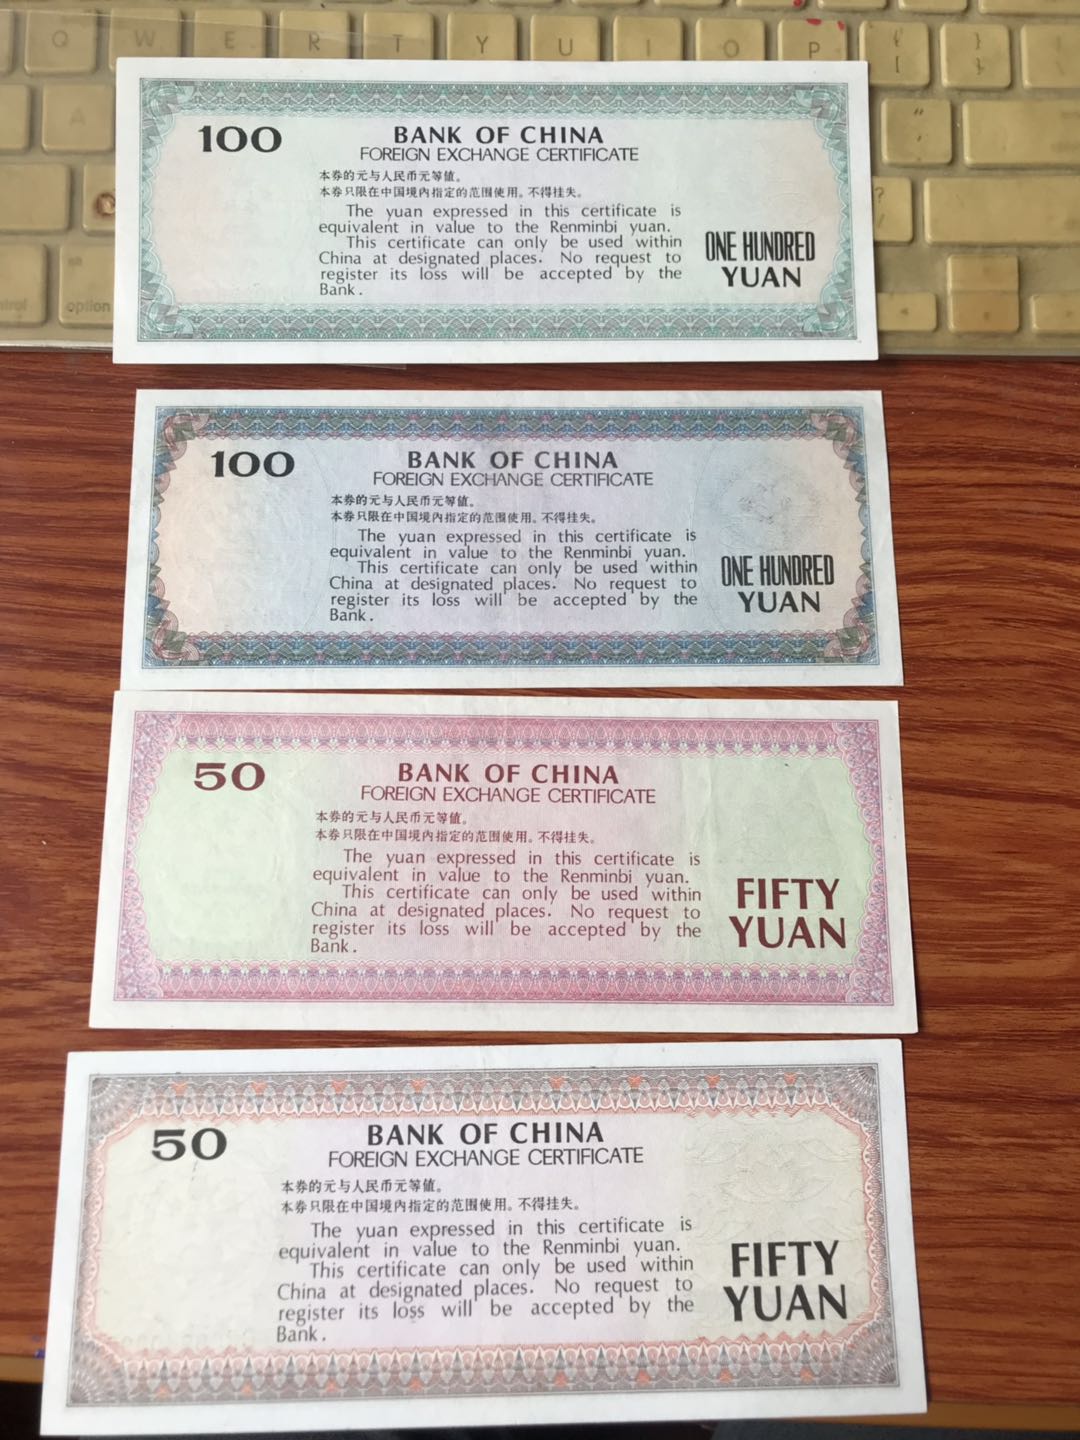 Q W E R T Y U I O P { [ } ]
A
" '
? /
control option
100
BANK OF CHINA
FOREIGN EXCHANGE CERTIFICATE
本券的元与人民币元等值。
本券只限在中国境内指定的范围使用。不得挂失。
The yuan expressed in this certificate is
equivalent in value to the Renminbi yuan.
This certificate can only be used within
China at designated places. No request to
register its loss will be accepted by the
Bank.
ONE HUNDRED
YUAN
100
BANK OF CHINA
FOREIGN EXCHANGE CERTIFICATE
本券的元与人民币元等值。
本券只限在中国境内指定的范围使用。不得挂失。
The yuan expressed in this certificate is
equivalent in value to the Renminbi yuan.
This certificate can only be used within
China at designated places. No request to
register its loss will be accepted by the
Bank.
ONE HUNDRED
YUAN
50
BANK OF CHINA
FOREIGN EXCHANGE CERTIFICATE
本券的元与人民币元等值。
本券只限在中国境内指定的范围使用。不得挂失。
The yuan expressed in this certificate is
equivalent in value to the Renminbi yuan.
This certificate can only be used within
China at designated places. No request to
register its loss will be accepted by the
Bank.
FIFTY
YUAN
50
BANK OF CHINA
FOREIGN EXCHANGE CERTIFICATE
本券的元与人民币元等值。
本券只限在中国境内指定的范围使用。不得挂失。
The yuan expressed in this certificate is
equivalent in value to the Renminbi yuan.
This certificate can only be used within
China at designated places. No request to
register its loss will be accepted by the
Bank.
FIFTY
YUAN